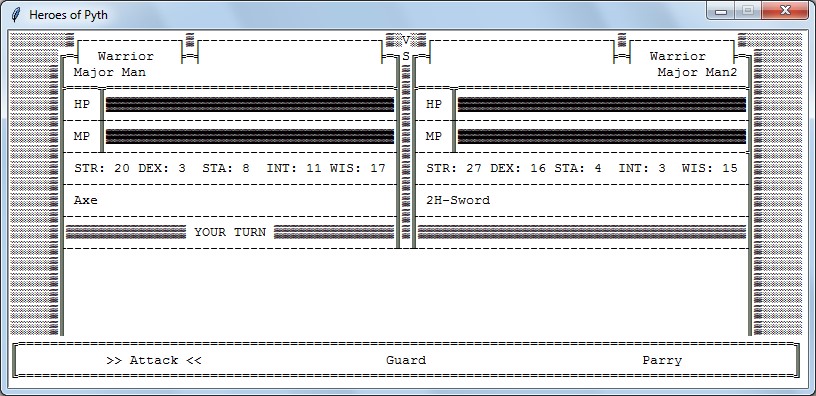 Heroes of Pyth
V
S
Warrior Warrior
Major Man Major Man2
HP HP
MP MP
STR: 20 DEX: 3 STA: 8 INT: 11 WIS: 17 STR: 27 DEX: 16 STA: 4 INT: 3 WIS: 15
Axe 2H-Sword
YOUR TURN
>> Attack << Guard Parry